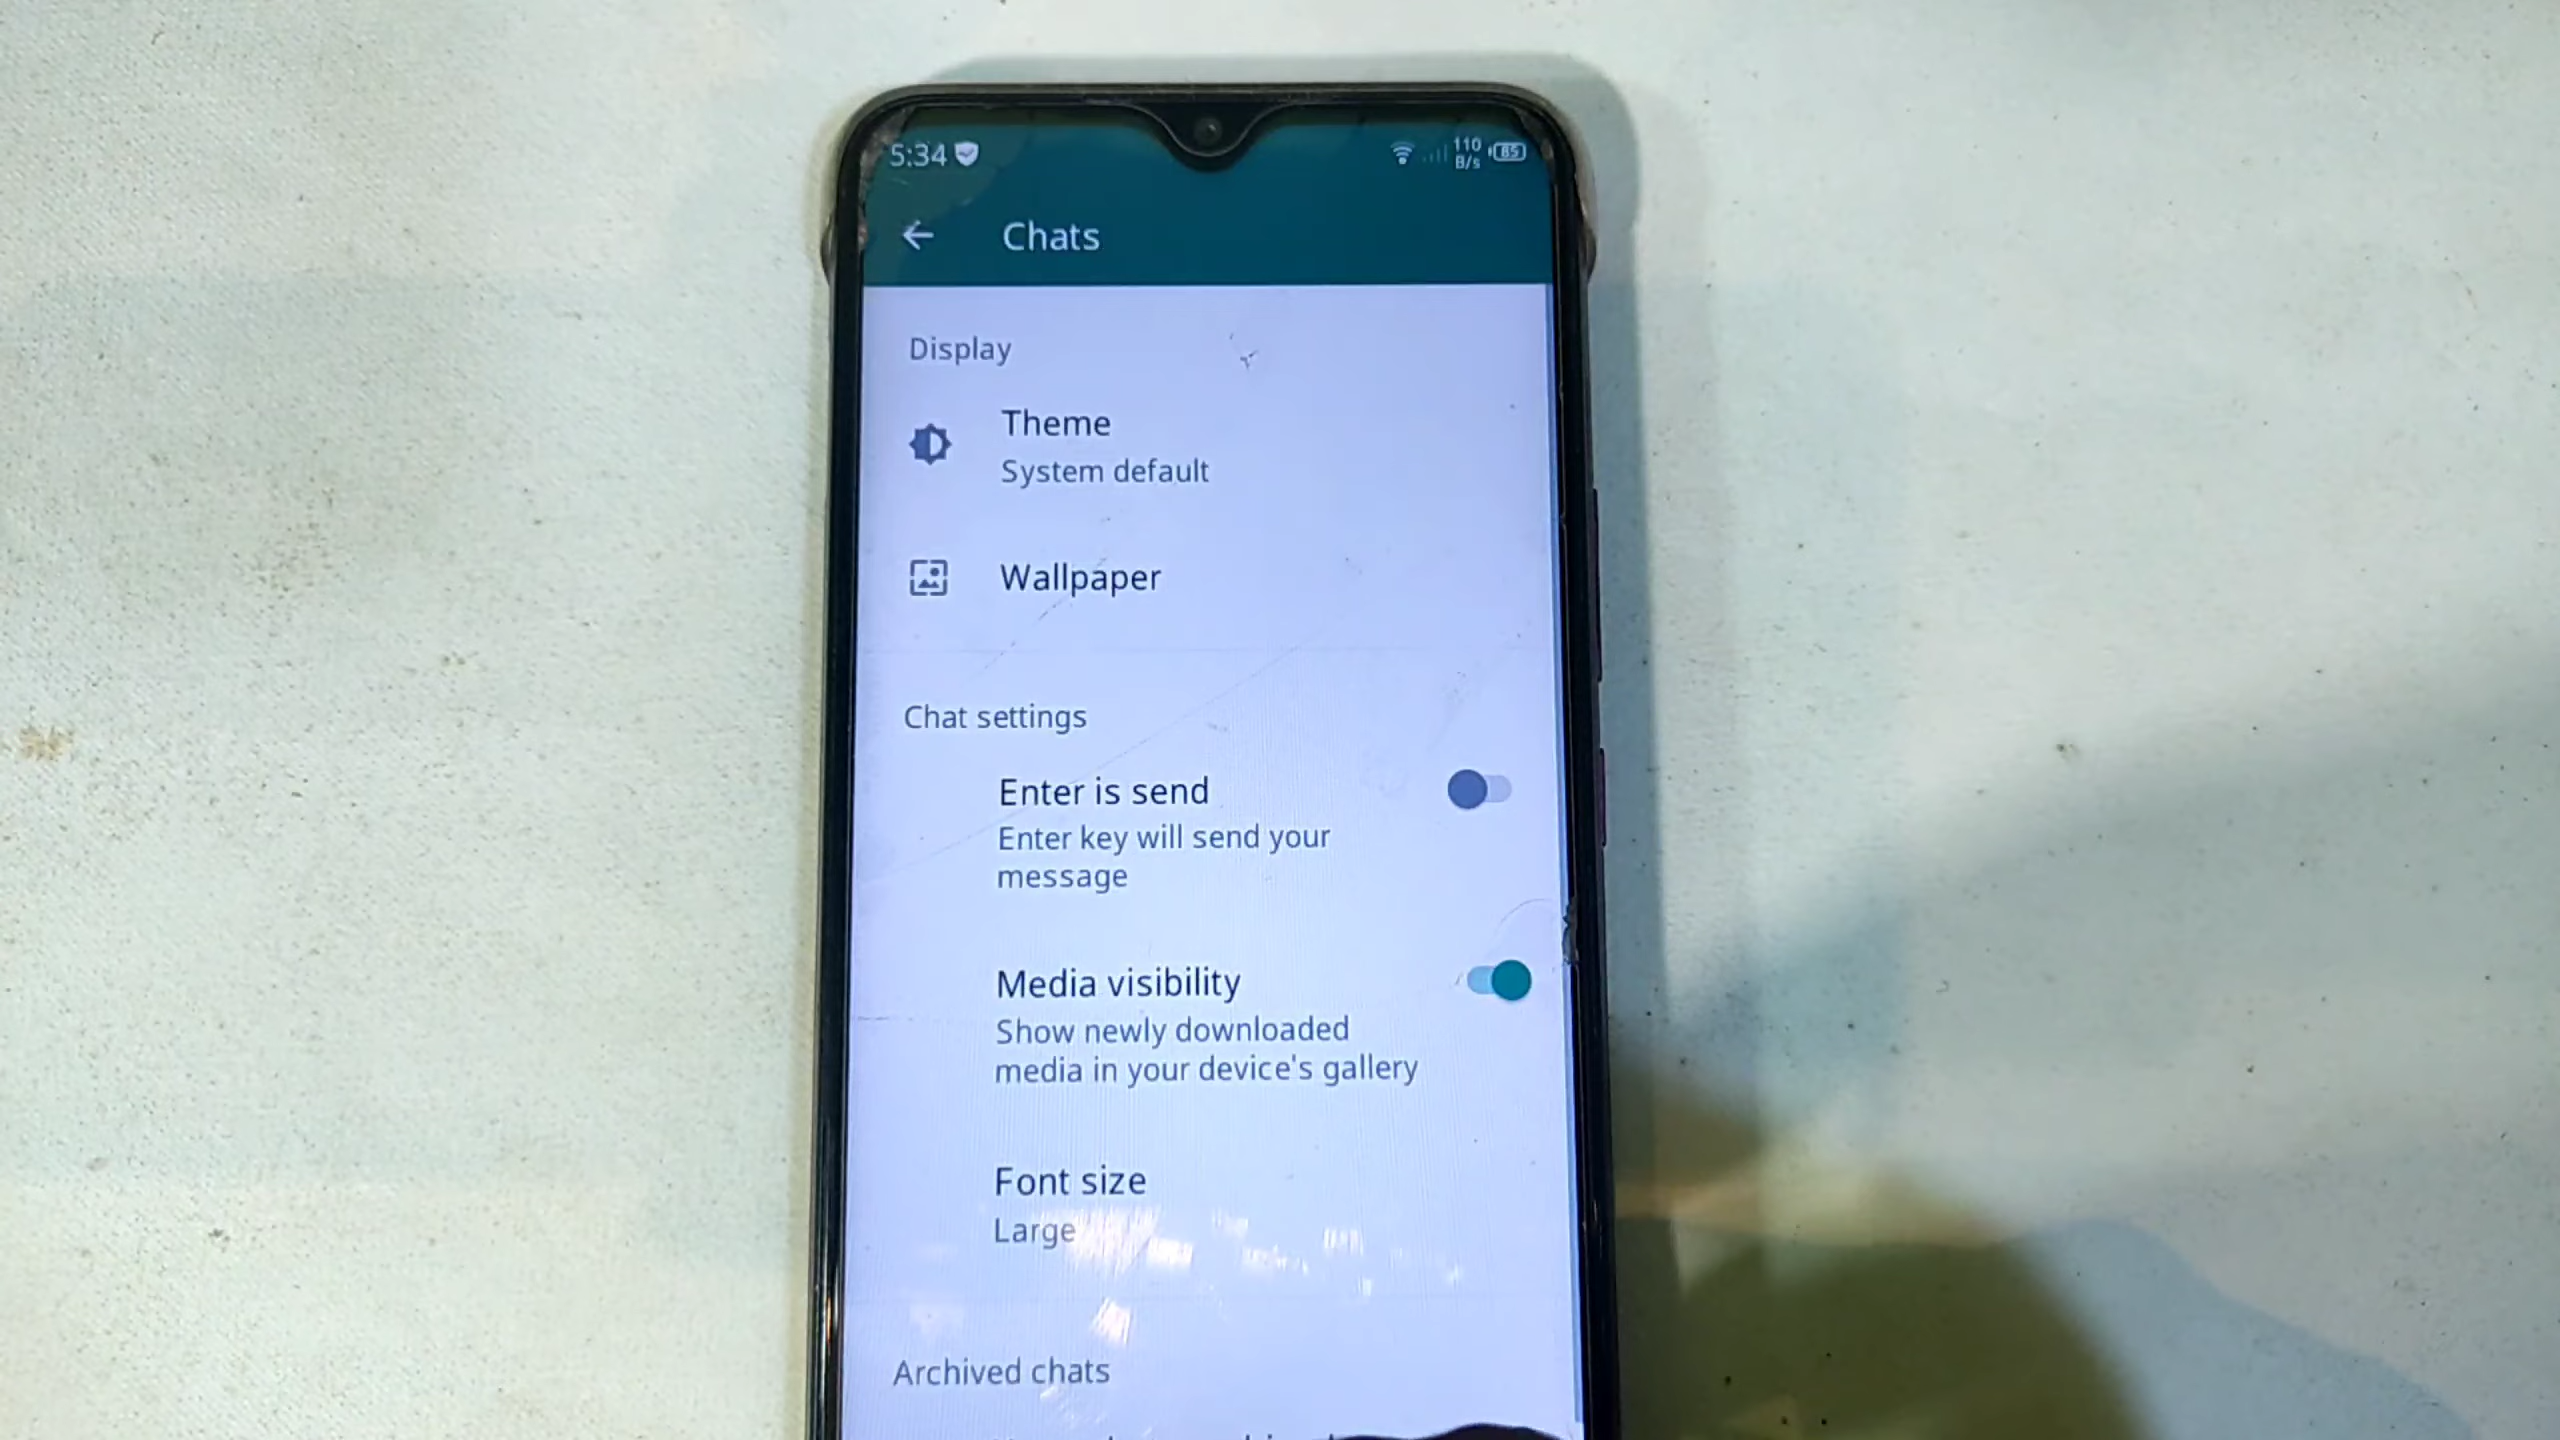 5:34
110
B/s
85
Chats
Display
Theme
System default
Wallpaper
Chat settings
Enter is send
Enter key will send your
message
Media visibility
Show newly downloaded
media in your device's gallery
Font size
Large
Archived chats